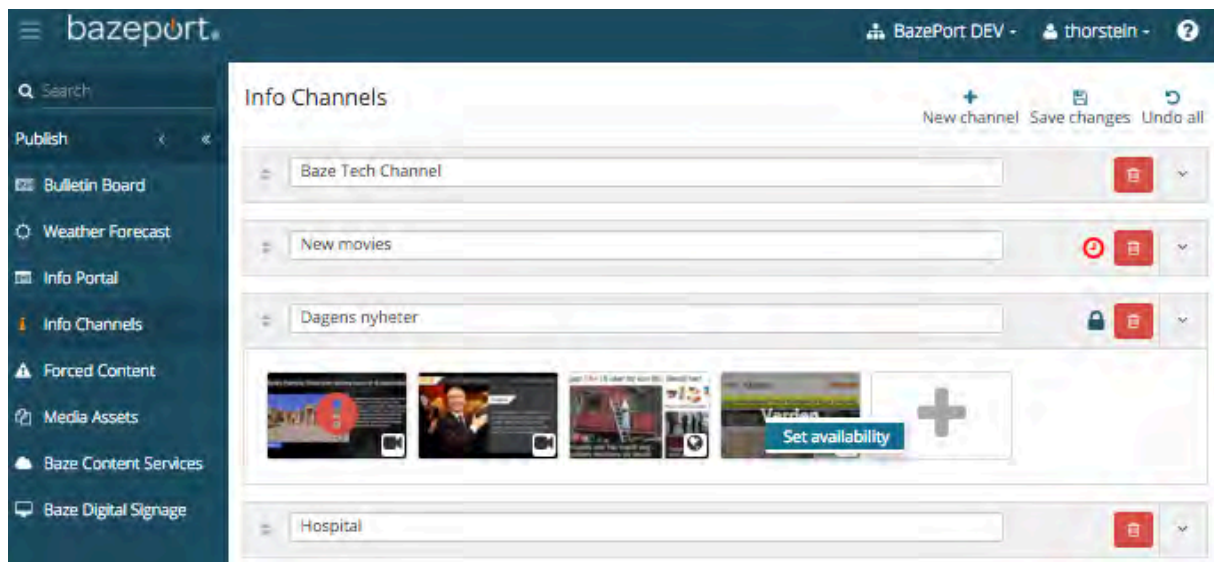 bazeport.
BazePort DEV
thorstein
Search
Info Channels
New channel
Save changes
Undo all
Publish
Baze Tech Channel
Bulletin Board
Weather Forecast
New movies
Info Portal
Info Channels
Dagens nyheter
Forced Content
Media Assets
Varden
Set availability
Baze Content Services
Baze Digital Signage
Hospital